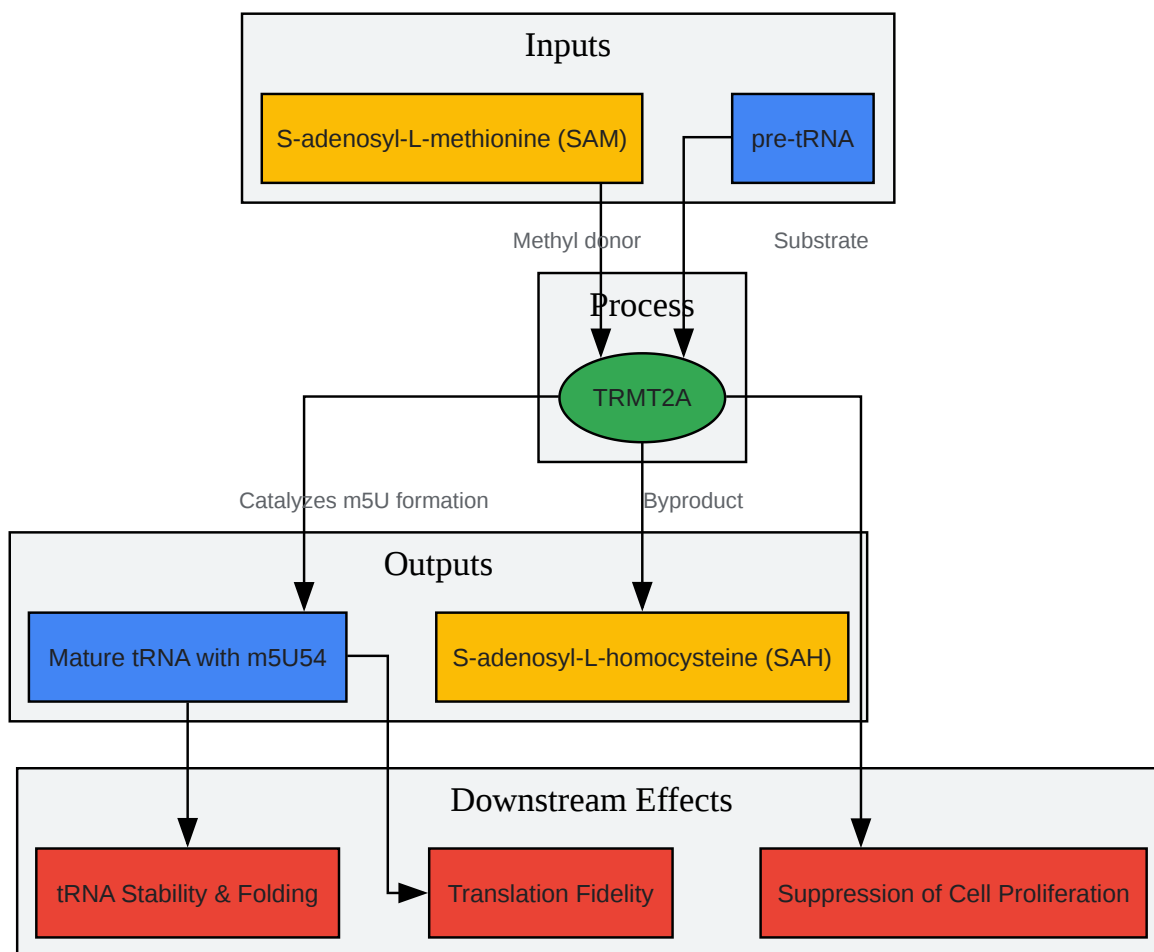 Inputs
S-adenosyl-L-methionine (SAM)
pre-tRNA
Methyl donor
Substrate
Process
TRMT2A
Catalyzes m5U formation
Byproduct
Outputs
Mature tRNA with m5U54
S-adenosyl-L-homocysteine (SAH)
Downstream Effects
tRNA Stability & Folding
Translation Fidelity
Suppression of Cell Proliferation